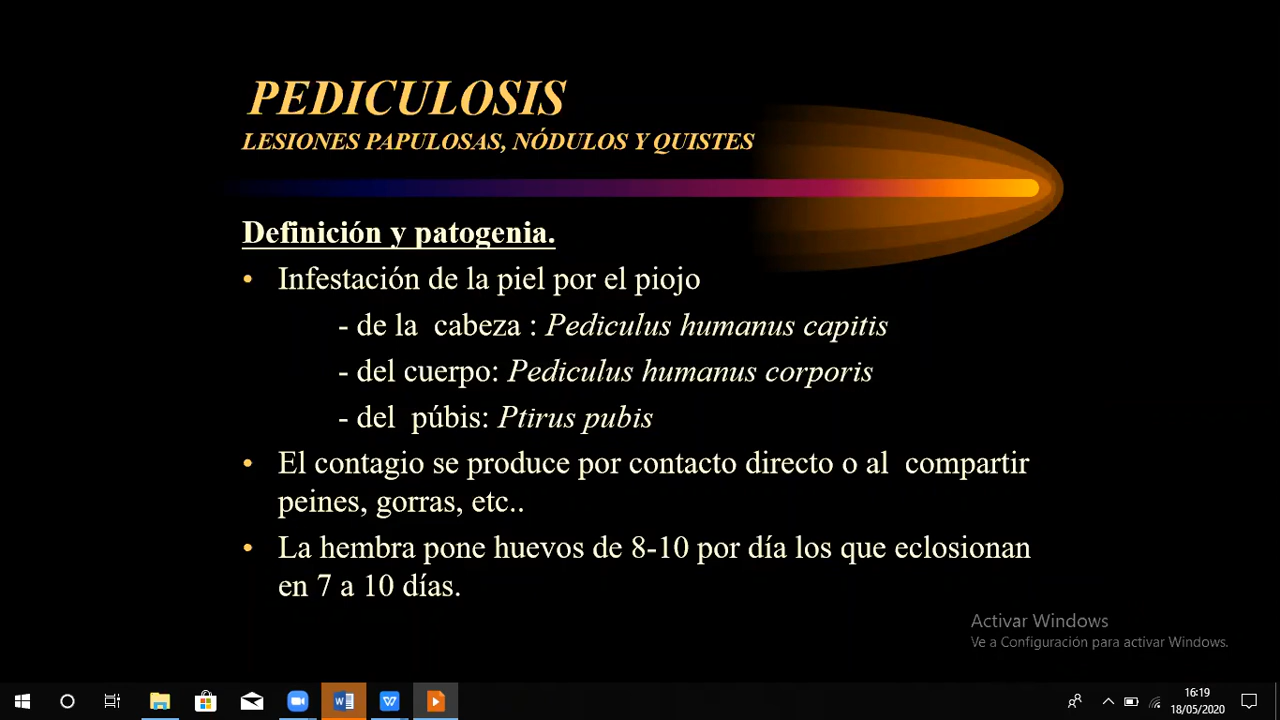 PEDICULOSIS
LESIONES PAPULOSAS, NÓDULOS Y QUISTES
Definición y patogenia.
• Infestación de la piel por el piojo
- de la cabeza : Pediculus humanus capitis
- del cuerpo: Pediculus humanus corporis
- del púbis: Ptirus pubis
• El contagio se produce por contacto directo o al compartir
peines, gorras, etc..
• La hembra pone huevos de 8-10 por día los que eclosionan
en 7 a 10 días.
Activar Windows
Ve a Configuración para activar Windows.
16:19
18/05/2020